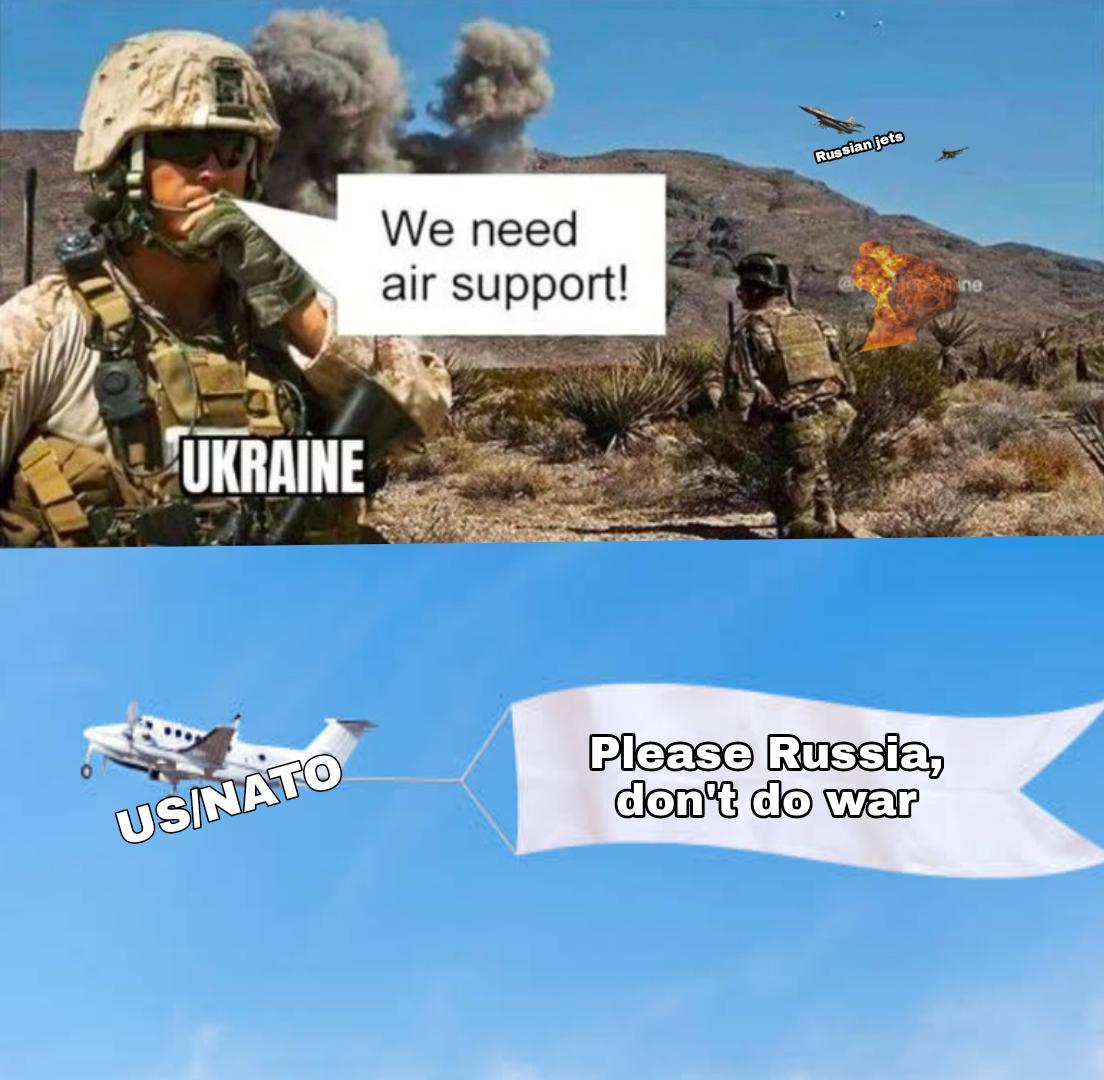 Russian jets
We need
air support!
UKRAINE
US/NATO
Please Russia,
don't do war